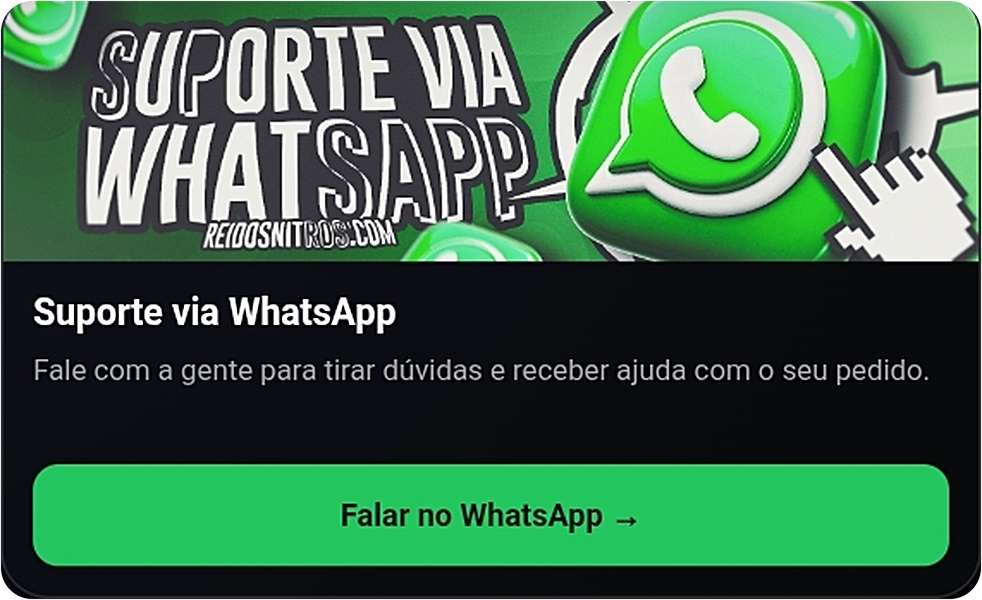 SUPORTE VIA
WHATSAPP
REIDOSNITROS.COM
Suporte via WhatsApp
Fale com a gente para tirar dúvidas e receber ajuda com o seu pedido.
Falar no WhatsApp →